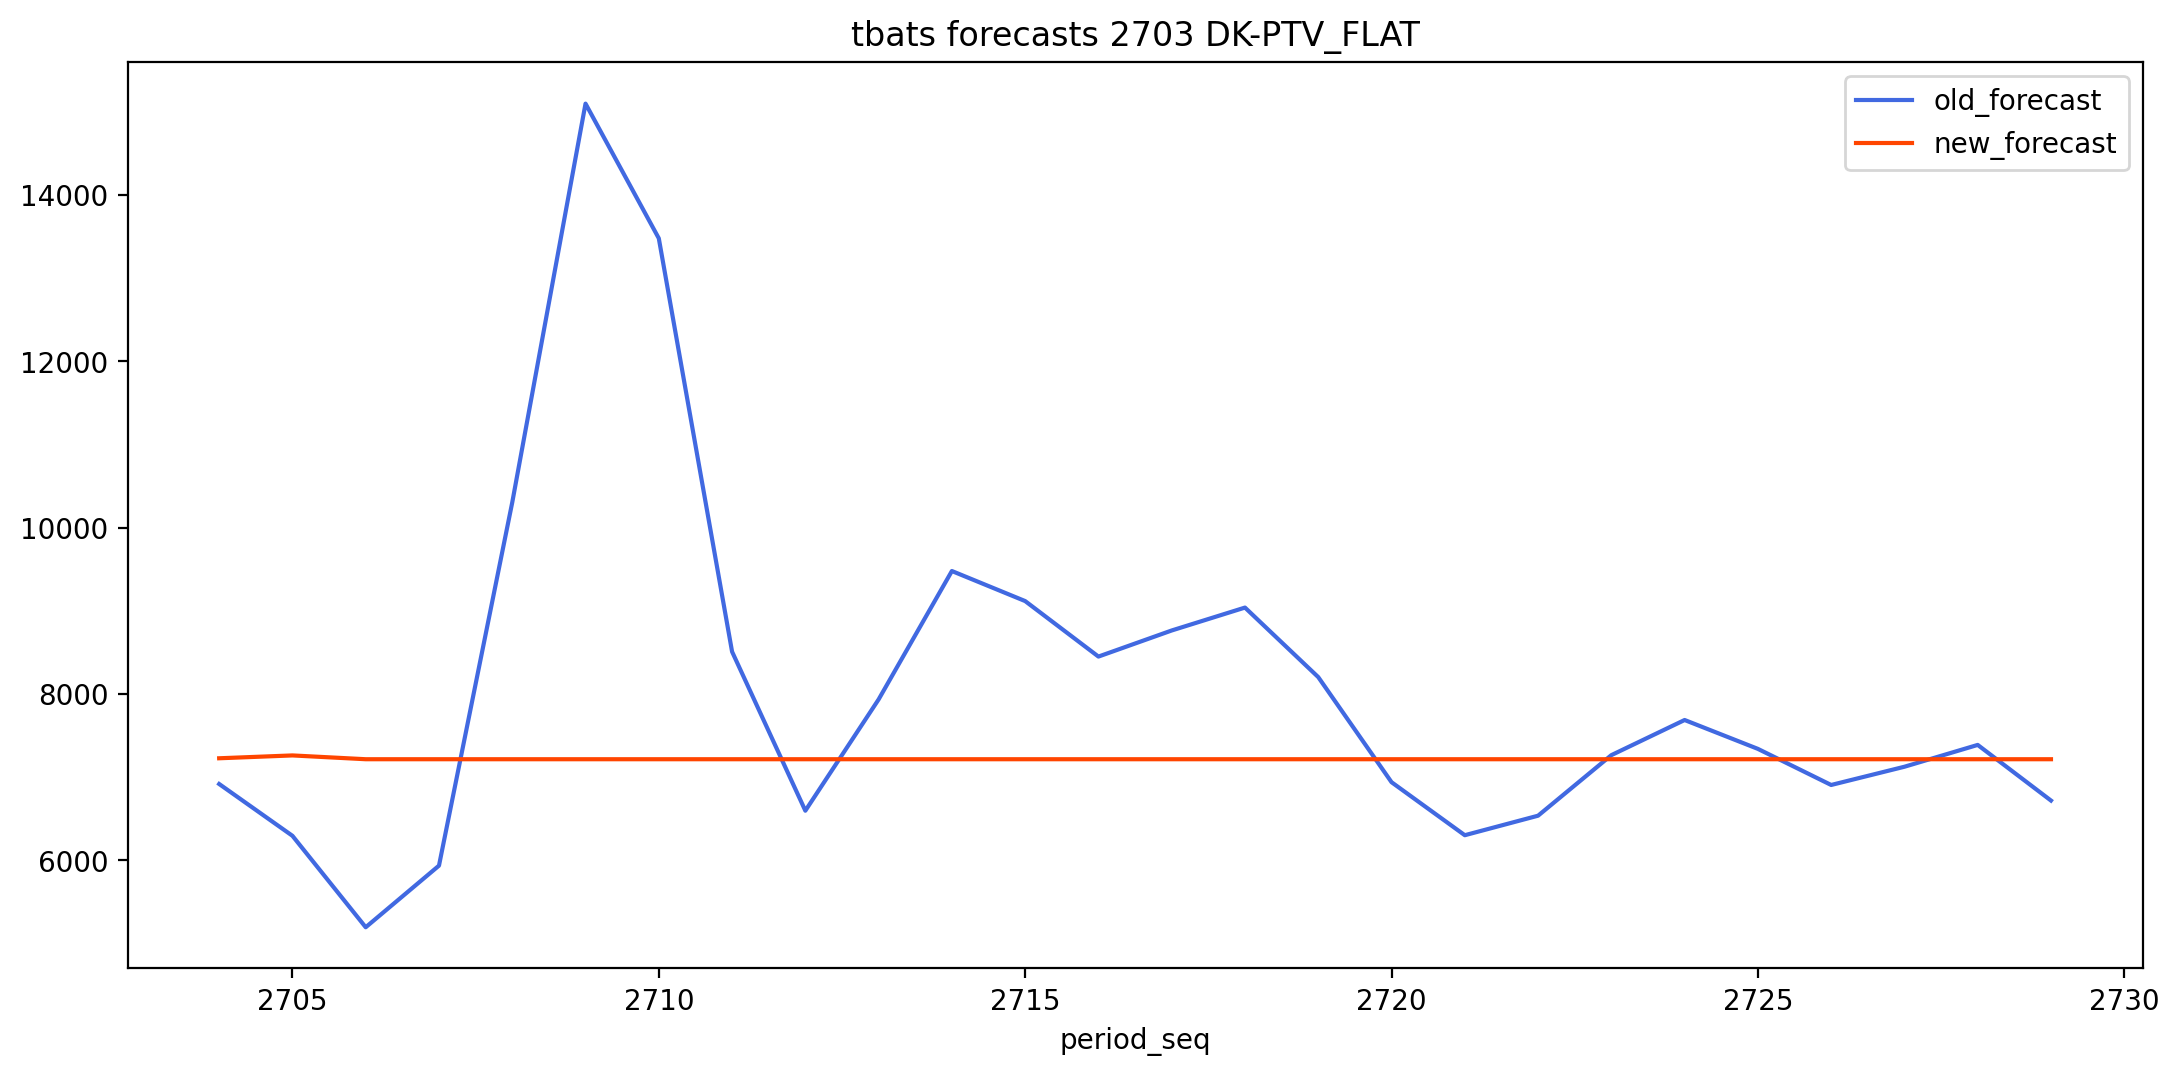 tbats forecasts 2703 DK-PTV_FLAT
old_forecast
new_forecast
14000
12000
10000
8000
6000
2705 2710 2715 2720 2725 2730
period_seq